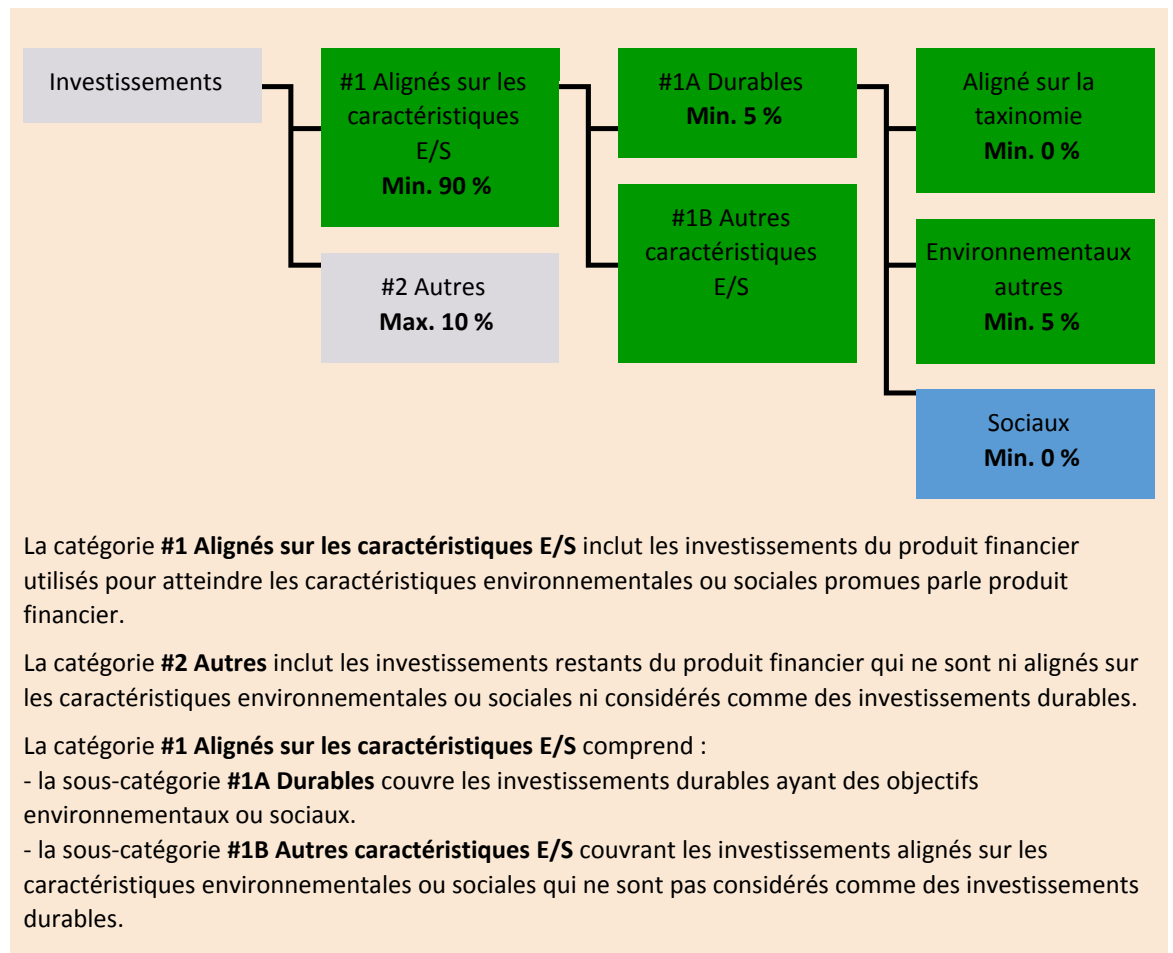 Investissements
#1 Alignés sur les
caractéristiques
E/S
Min. 90 %
#2 Autres
Max. 10 %
#1A Durables
Min. 5 %
#1B Autres
caractéristiques
E/S
Aligné sur la
taxinomie
Min. 0 %
Environnementaux
autres
Min. 5 %
Sociaux
Min. 0 %
La catégorie #1 Alignés sur les caractéristiques E/S inclut les investissements du produit financier
utilisés pour atteindre les caractéristiques environnementales ou sociales promues parle produit
financier.
La catégorie #2 Autres inclut les investissements restants du produit financier qui ne sont ni alignés sur
les caractéristiques environnementales ou sociales ni considérés comme des investissements durables.
La catégorie #1 Alignés sur les caractéristiques E/S comprend :
- la sous-catégorie #1A Durables couvre les investissements durables ayant des objectifs
environnementaux ou sociaux.
- la sous-catégorie #1B Autres caractéristiques E/S couvrant les investissements alignés sur les
caractéristiques environnementales ou sociales qui ne sont pas considérés comme des investissements
durables.